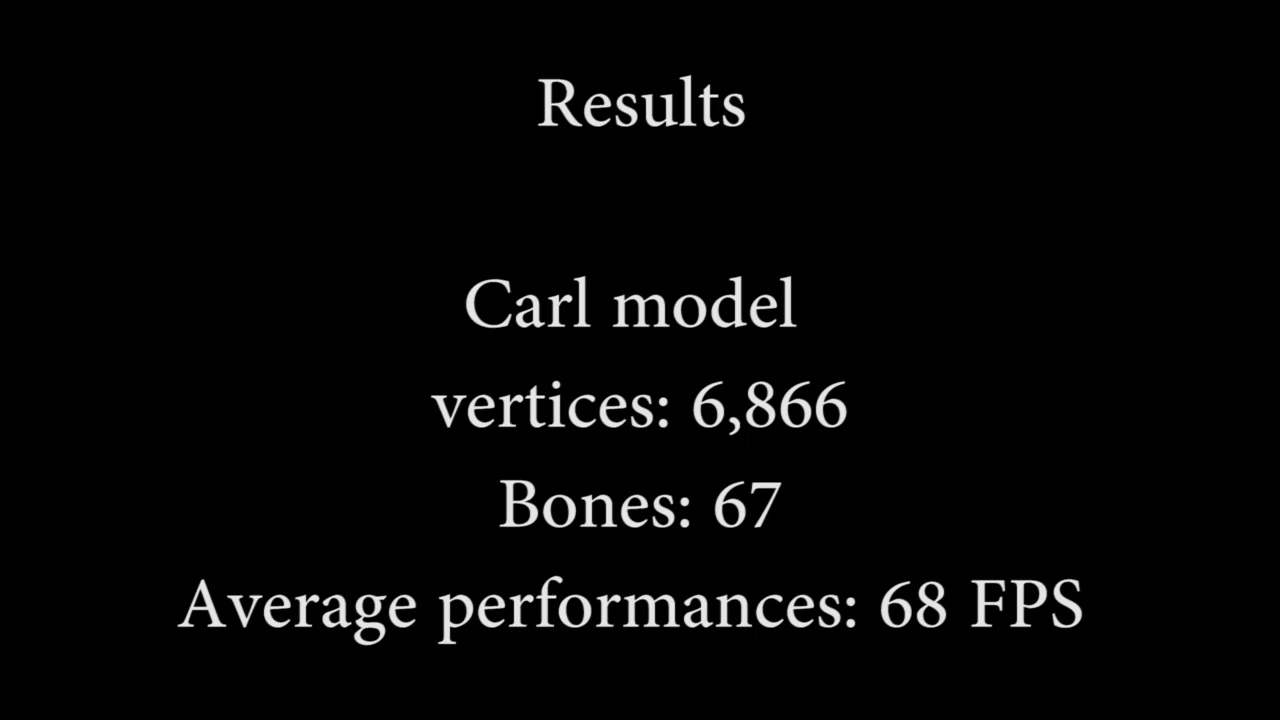 Results
Carl model
vertices: 6,866
Bones: 67
Average performances: 68 FPS